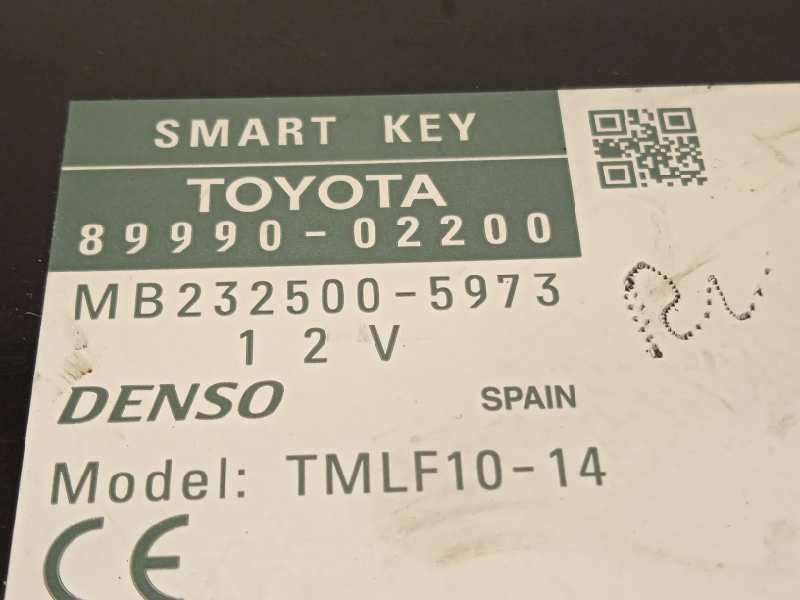 SMART KEY
TOYOTA
89990-02200
MB232500-5973
12V
DENSO SPAIN
Model: TMLF10-14
CE